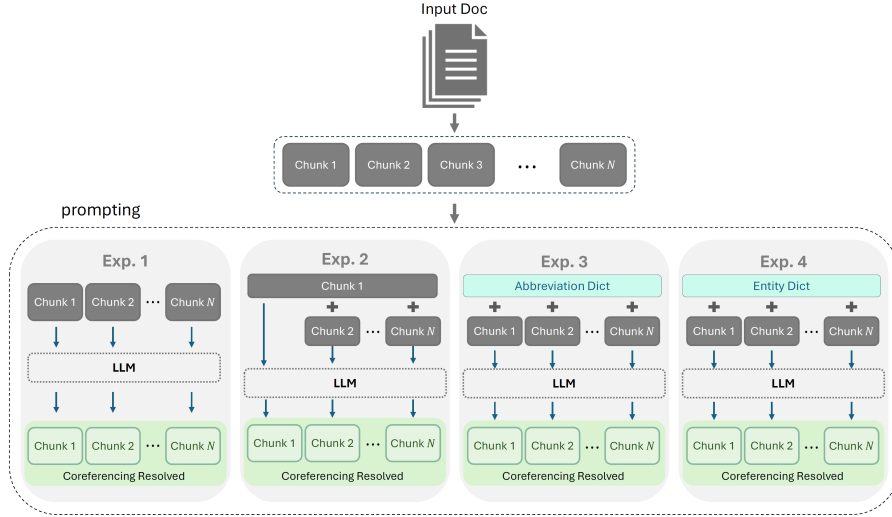 Input Doc
Chunk 1 Chunk 2 Chunk 3 ... Chunk N
prompting
Exp. 1
Chunk 1 Chunk 2 ... Chunk N
LLM
Chunk 1 Chunk 2 ... Chunk N
Coreferencing Resolved
Exp. 2
Chunk 1
+ +
Chunk 2 ... Chunk N
LLM
Chunk 1 Chunk 2 ... Chunk N
Coreferencing Resolved
Exp. 3
Abbreviation Dict
+ + +
Chunk 1 Chunk 2 ... Chunk N
LLM
Chunk 1 Chunk 2 ... Chunk N
Coreferencing Resolved
Exp. 4
Entity Dict
+ + +
Chunk 1 Chunk 2 ... Chunk N
LLM
Chunk 1 Chunk 2 ... Chunk N
Coreferencing Resolved